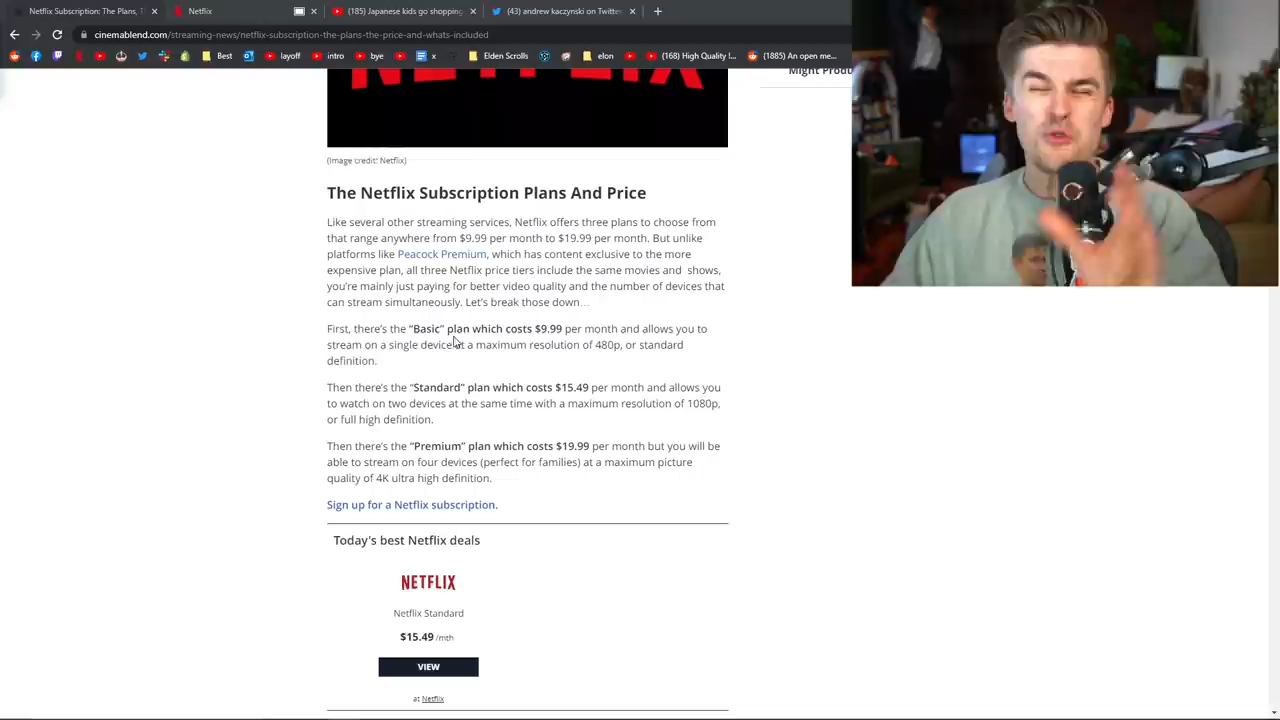 Netflix Subscription: The Plans, T
Netflix
(185) Japanese kids go shopping
(43) andrew kaczynski on Twitter
cinemablend.com/streaming-news/netflix-subscription-the-plans-the-price-and-whats-included
Best
layoff
intro
bye
x
Elden Scrolls
elon
(168) High Quality I...
(1885) An open me...
NETFLIX
Might Produ
(Image credit: Netflix)
The Netflix Subscription Plans And Price
Like several other streaming services, Netflix offers three plans to choose from
that range anywhere from $9.99 per month to $19.99 per month. But unlike
platforms like Peacock Premium, which has content exclusive to the more
expensive plan, all three Netflix price tiers include the same movies and shows,
you're mainly just paying for better video quality and the number of devices that
can stream simultaneously. Let's break those down…
First, there's the “Basic” plan which costs $9.99 per month and allows you to
stream on a single device at a maximum resolution of 480p, or standard
definition.
Then there's the “Standard” plan which costs $15.49 per month and allows you
to watch on two devices at the same time with a maximum resolution of 1080p,
or full high definition.
Then there's the “Premium” plan which costs $19.99 per month but you will be
able to stream on four devices (perfect for families) at a maximum picture
quality of 4K ultra high definition.
Sign up for a Netflix subscription.
Today's best Netflix deals
NETFLIX
Netflix Standard
$15.49 /mth
VIEW
at Netflix